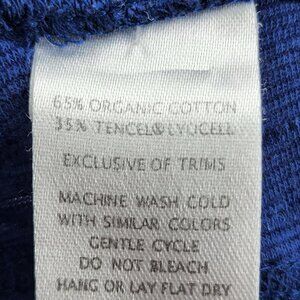 65% ORGANIC COTTON
35% TENCEL® LYOCELL
EXCLUSIVE OF TRIMS
MACHINE WASH COLD
WITH SIMILAR COLORS
GENTLE CYCLE
DO NOT BLEACH
HANG OR LAY FLAT DRY